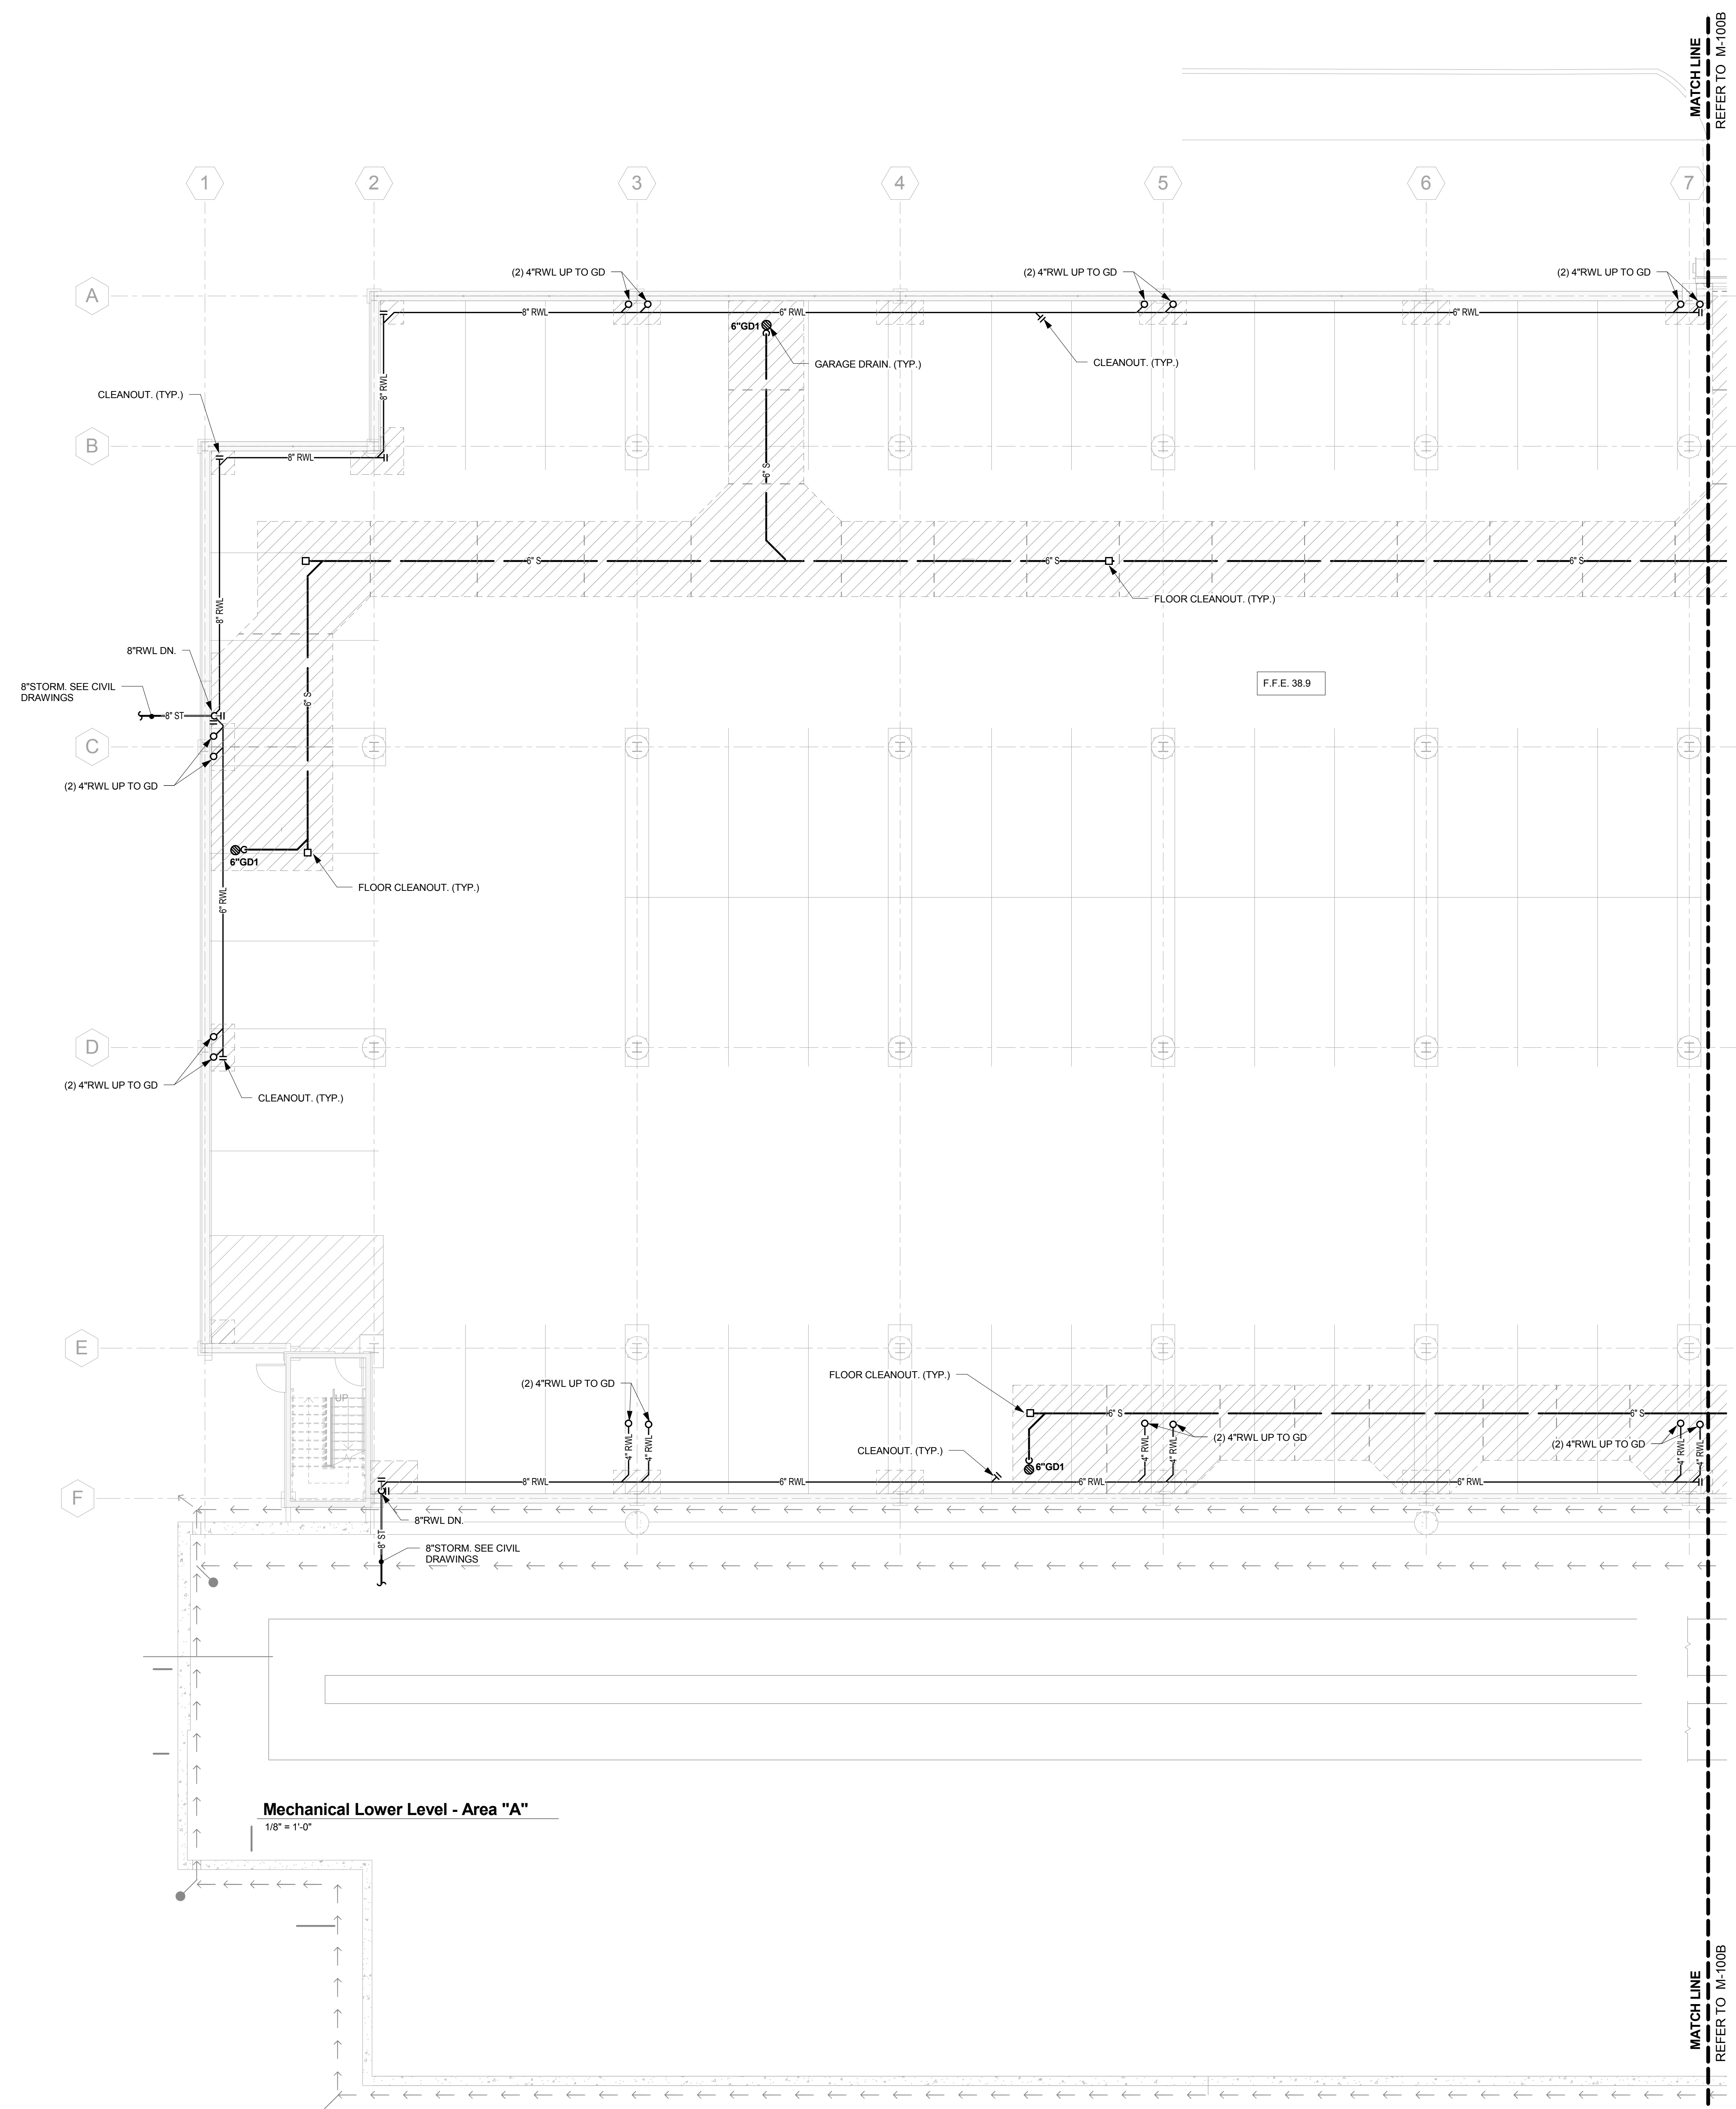 MATCH LINE
REFER TO M-100B
1
2
3
4
5
6
7
A
(2) 4"RWL UP TO GD
(2) 4"RWL UP TO GD
(2) 4"RWL UP TO GD
8" RWL
6" RWL
6" RWL
6"GD1
GARAGE DRAIN. (TYP.)
CLEANOUT. (TYP.)
8" RWL
CLEANOUT. (TYP.)
B
8" RWL
6" S
6" S
6" S
6" S
8" RWL
FLOOR CLEANOUT. (TYP.)
8"RWL DN.
F.F.E. 38.9
8"STORM. SEE CIVIL
DRAWINGS
6" S
8" ST
C
(2) 4"RWL UP TO GD
6"GD1
FLOOR CLEANOUT. (TYP.)
6" RWL
D
(2) 4"RWL UP TO GD
CLEANOUT. (TYP.)
E
UP
(2) 4"RWL UP TO GD
FLOOR CLEANOUT. (TYP.)
6" S
6" S
4" RWL
4" RWL
4" RWL
4" RWL
4" RWL
4" RWL
(2) 4"RWL UP TO GD
(2) 4"RWL UP TO GD
CLEANOUT. (TYP.)
6"GD1
8" RWL
6" RWL
6" RWL
6" RWL
F
8"RWL DN.
8" ST
8"STORM. SEE CIVIL
DRAWINGS
Mechanical Lower Level - Area "A"
1/8" = 1'-0"
MATCH LINE
REFER TO M-100B